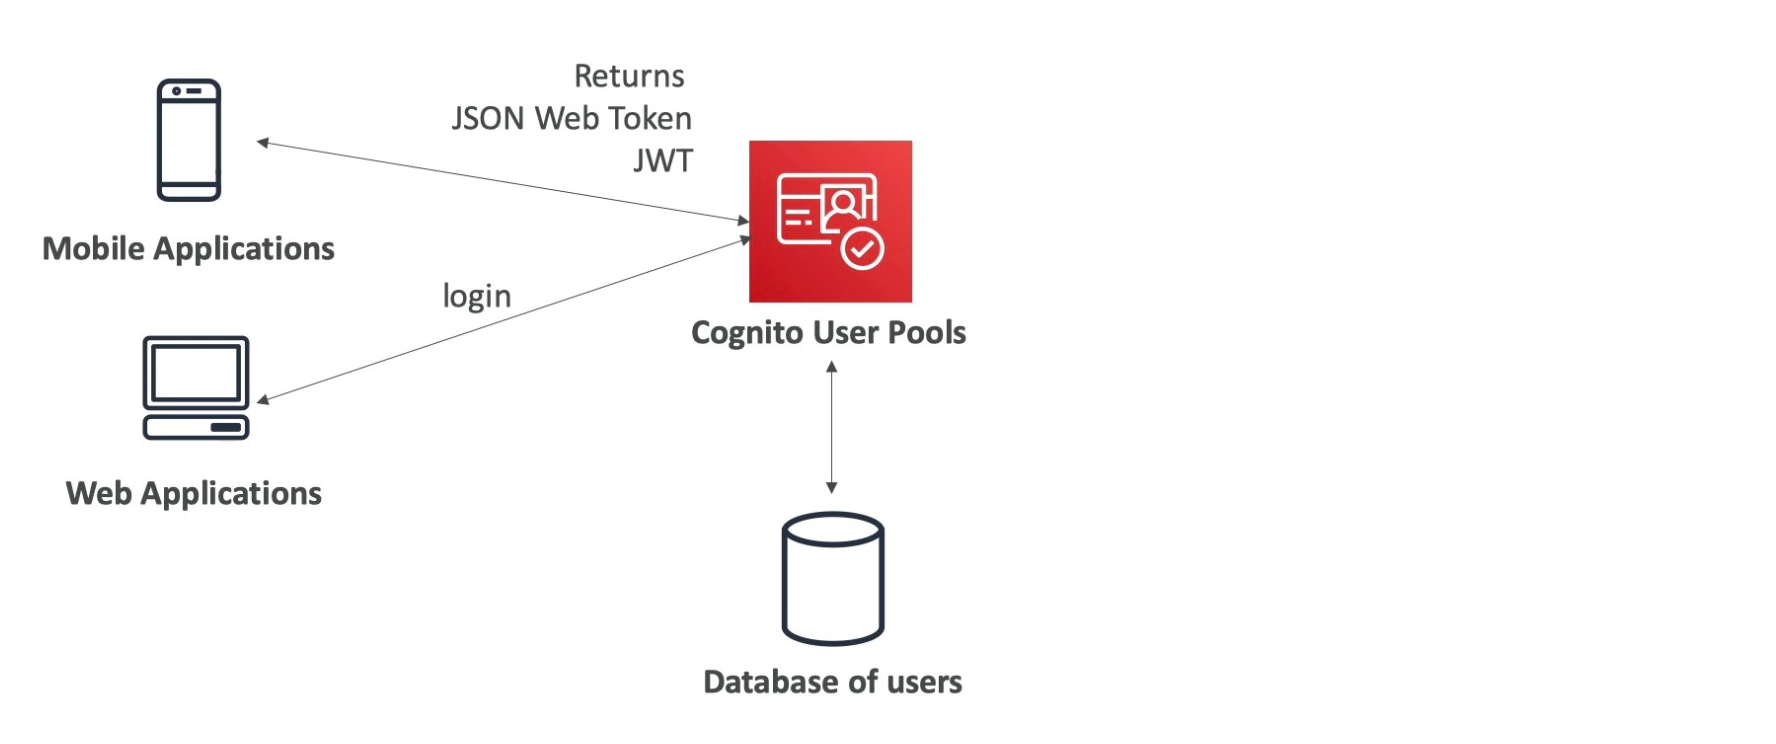 Returns
JSON Web Token
JWT
Mobile Applications
login
Cognito User Pools
Web Applications
Database of users